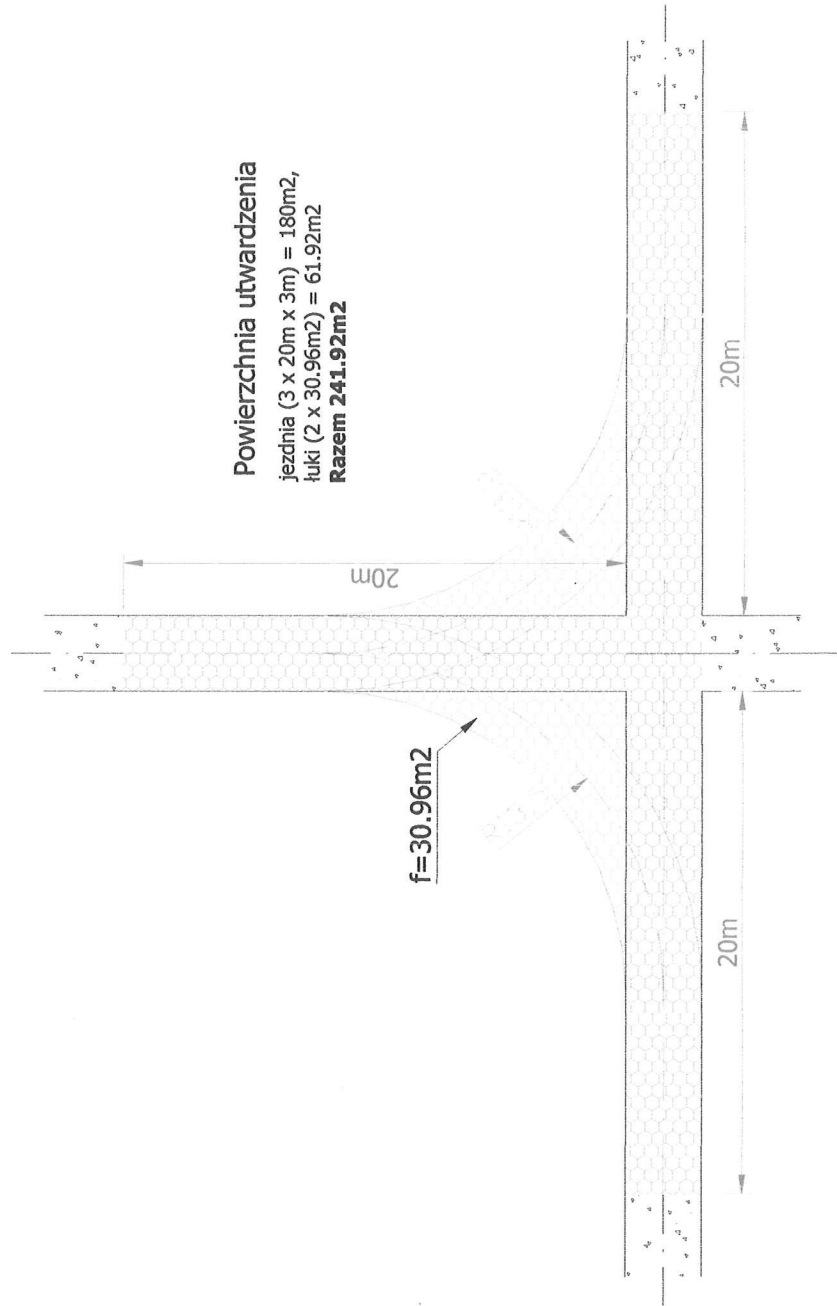 Powierzchnia utwardzenia
jezdnia (3 x 20m x 3m) = 180m2,
łuki (2 x 30.96m2) = 61.92m2
Razem 241.92m2
20m
f=30.96m2
20m
20m